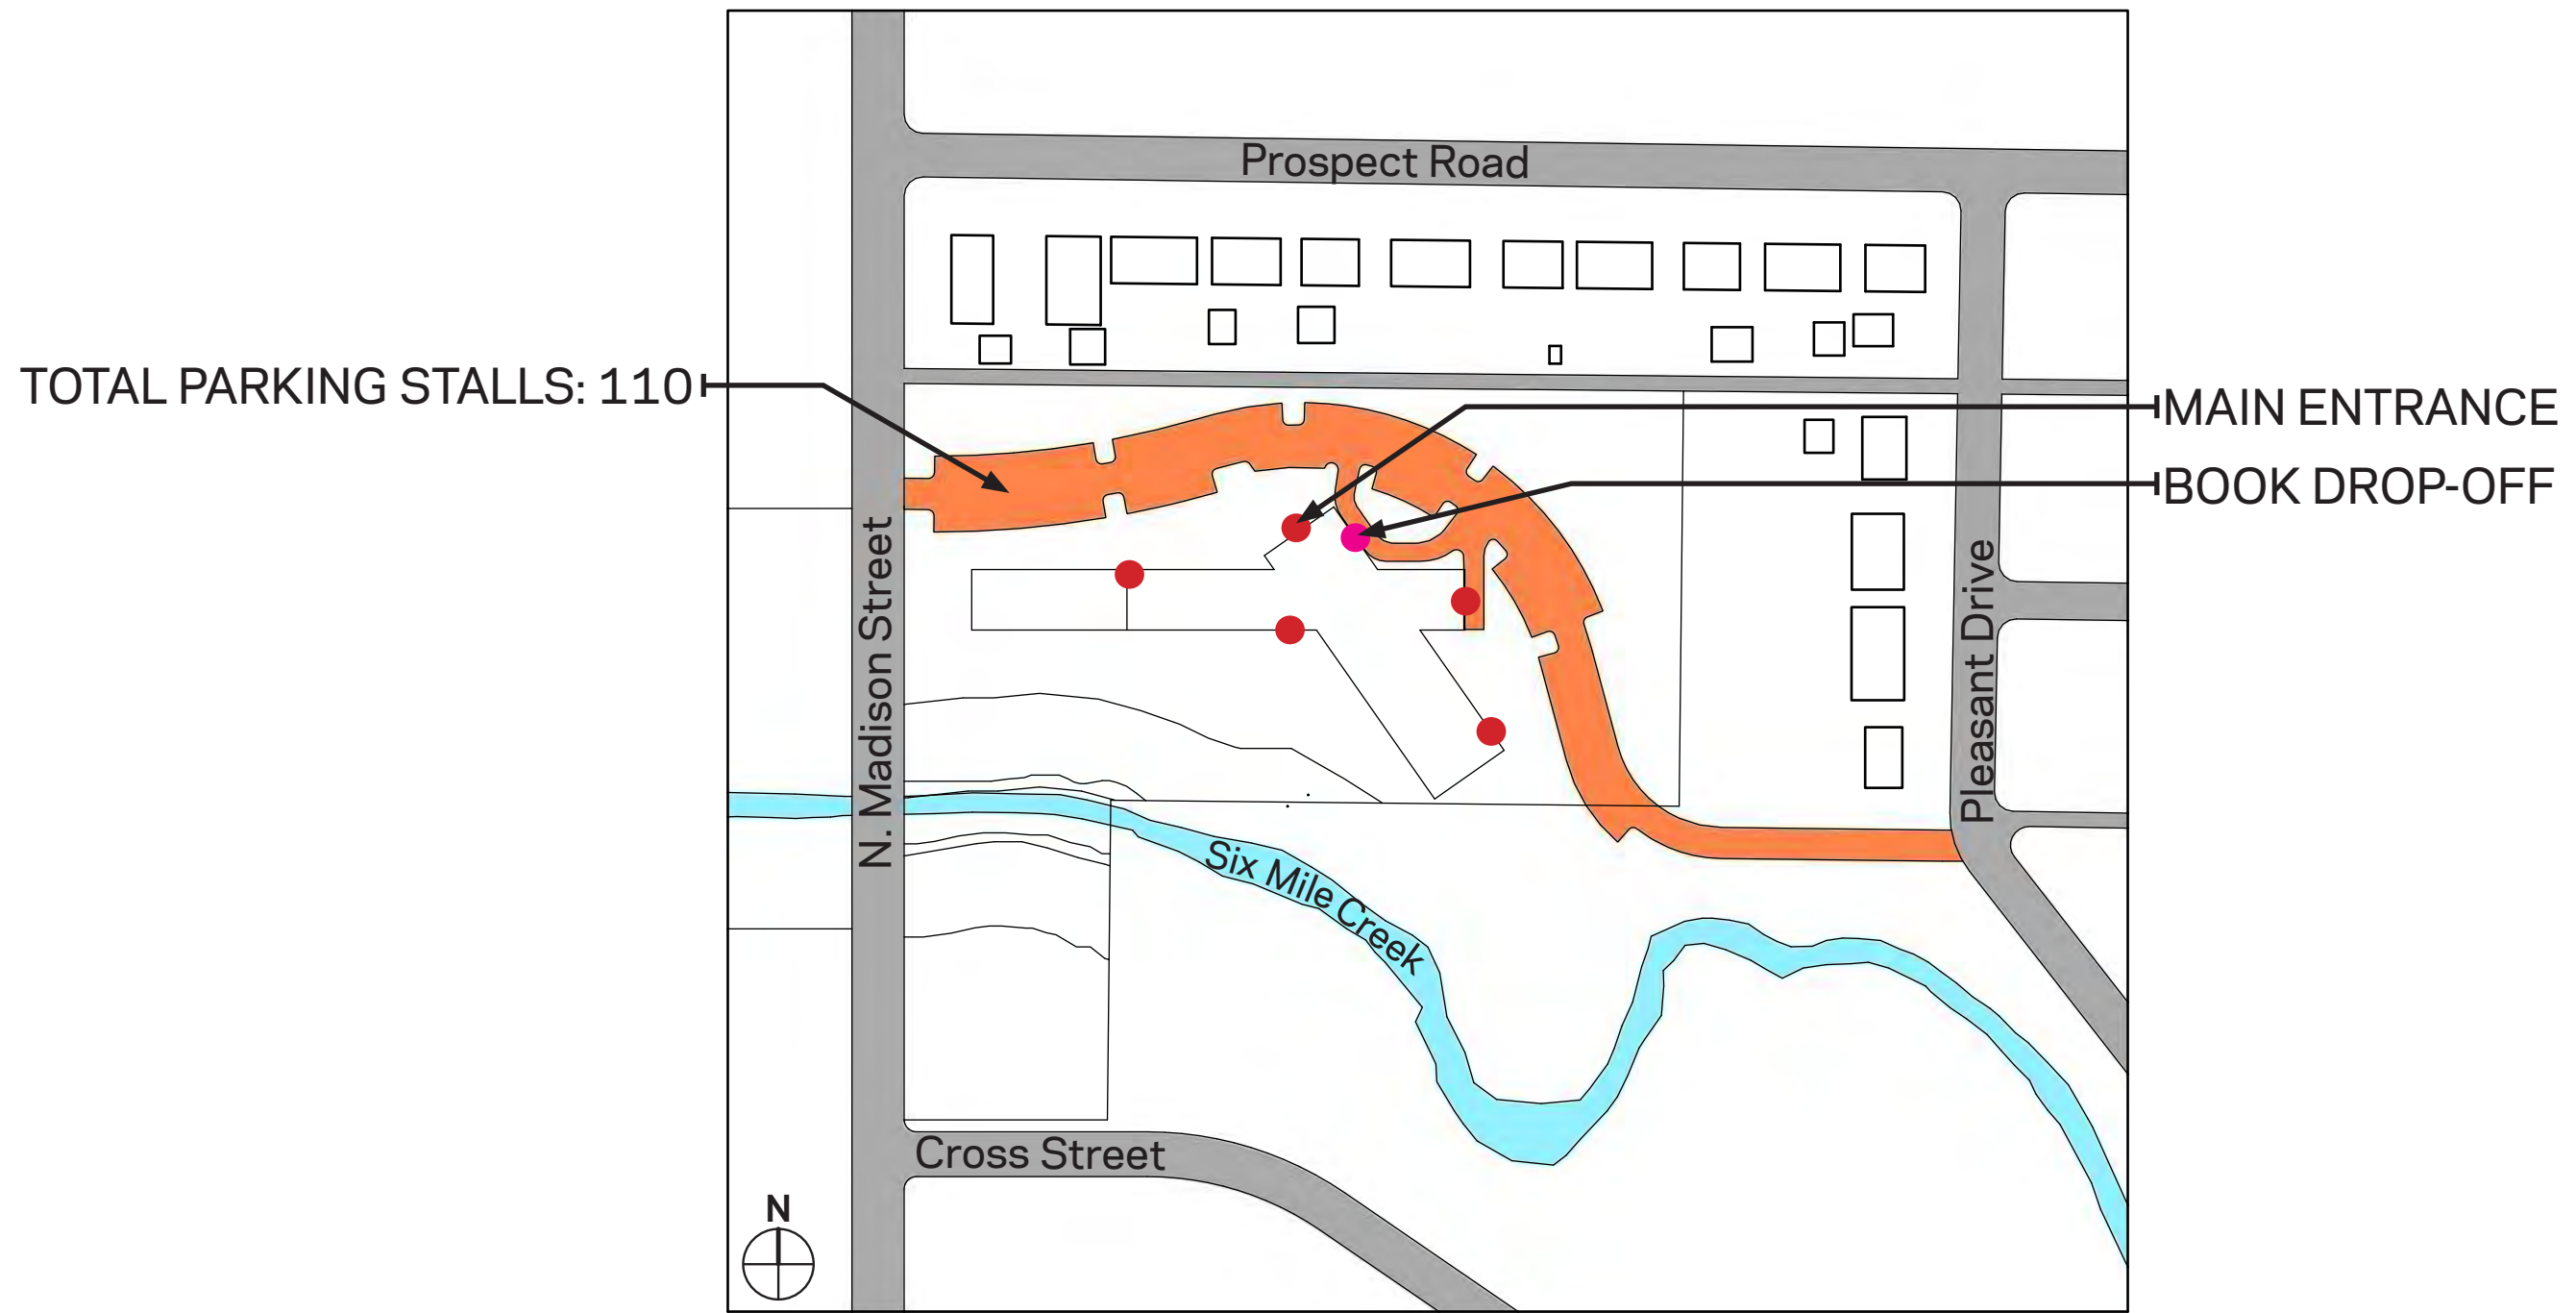 Prospect Road
TOTAL PARKING STALLS: 110
MAIN ENTRANCE
BOOK DROP-OFF
N. Madison Street
Pleasant Drive
Six Mile Creek
Cross Street
N